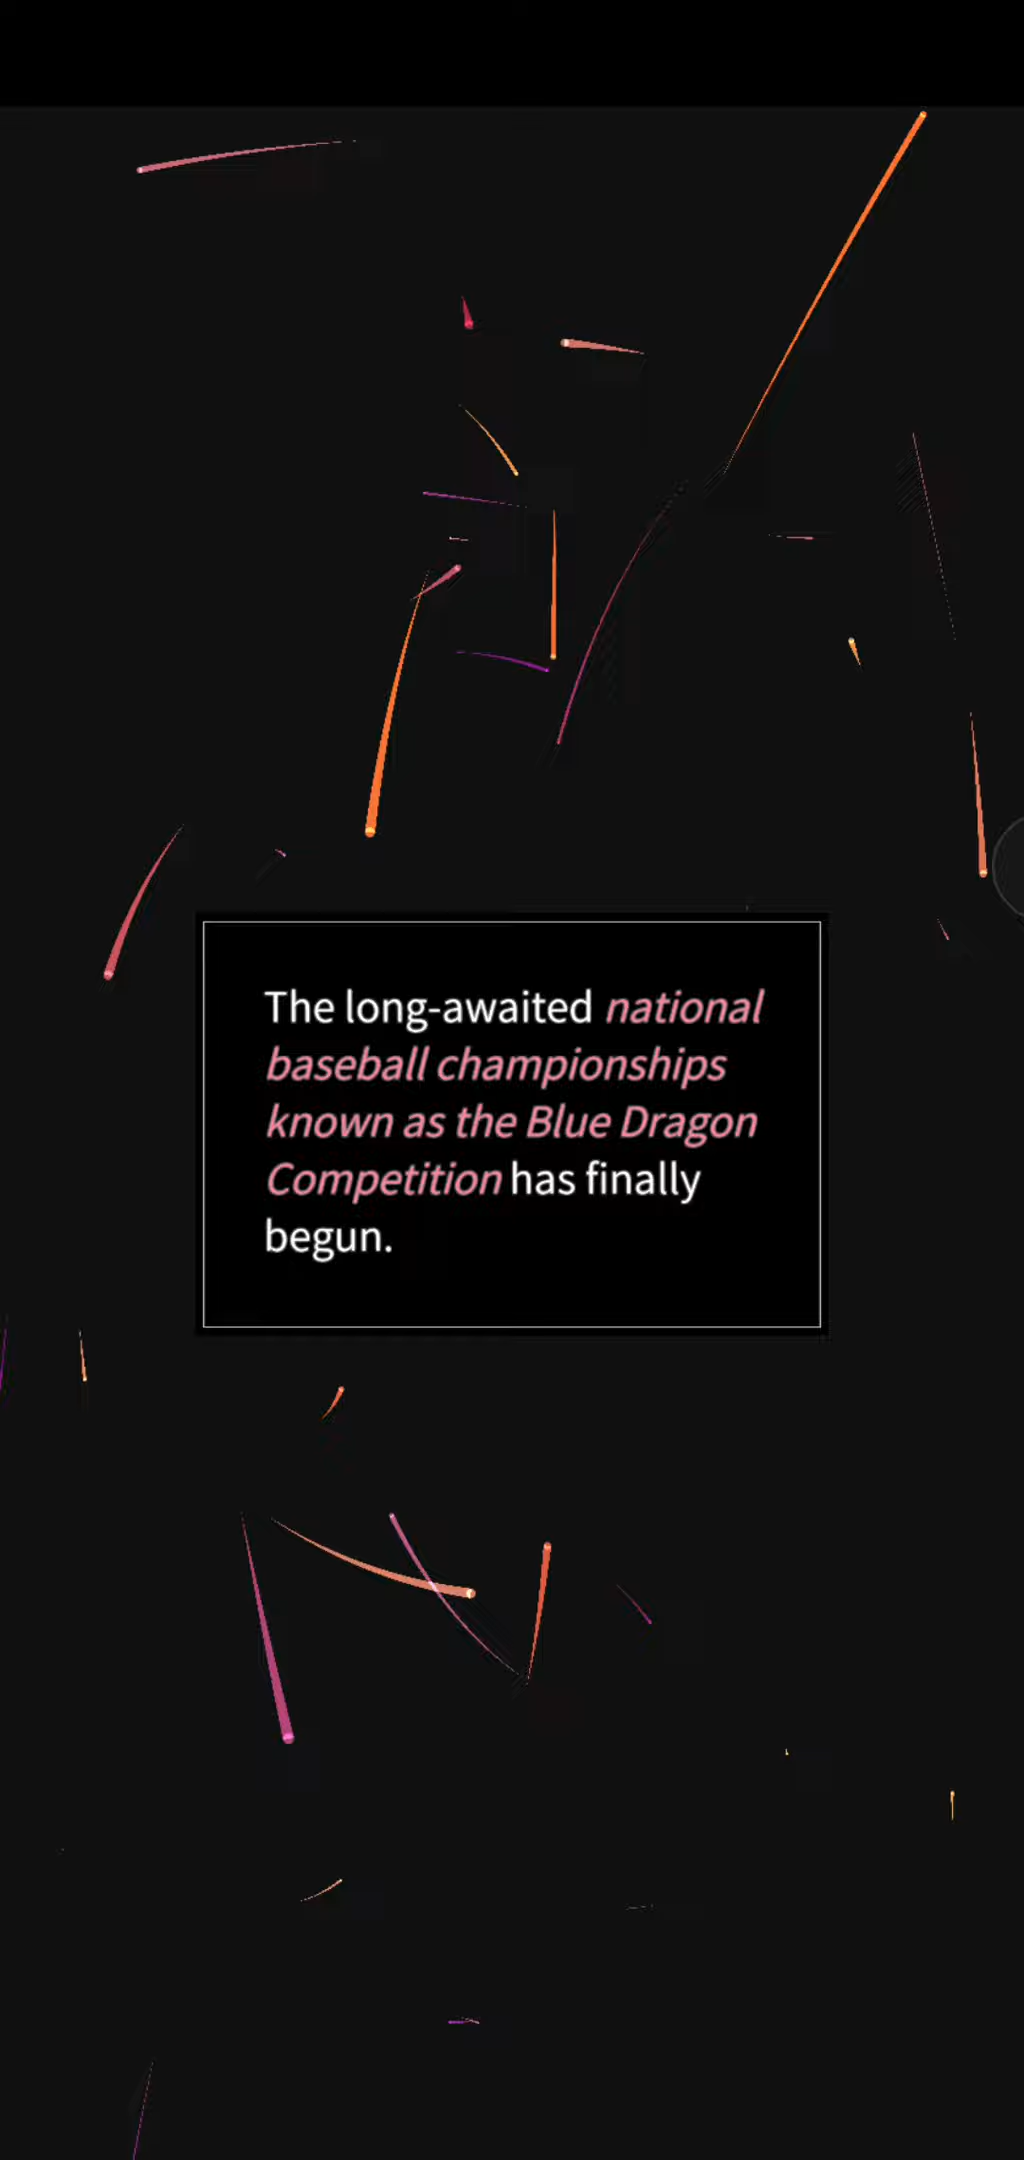 The long-awaited national
baseball championships
known as the Blue Dragon
Competition has finally
begun.